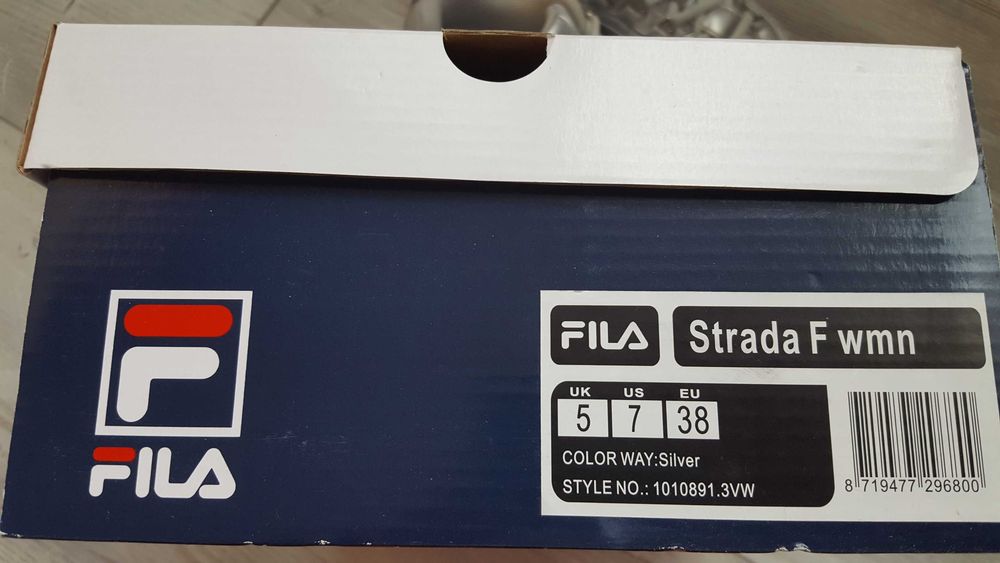 FILA
FILA
Strada F wmn
UK US EU
5 7 38
COLOR WAY:Silver
STYLE NO.: 1010891.3VW
8 719477 296800